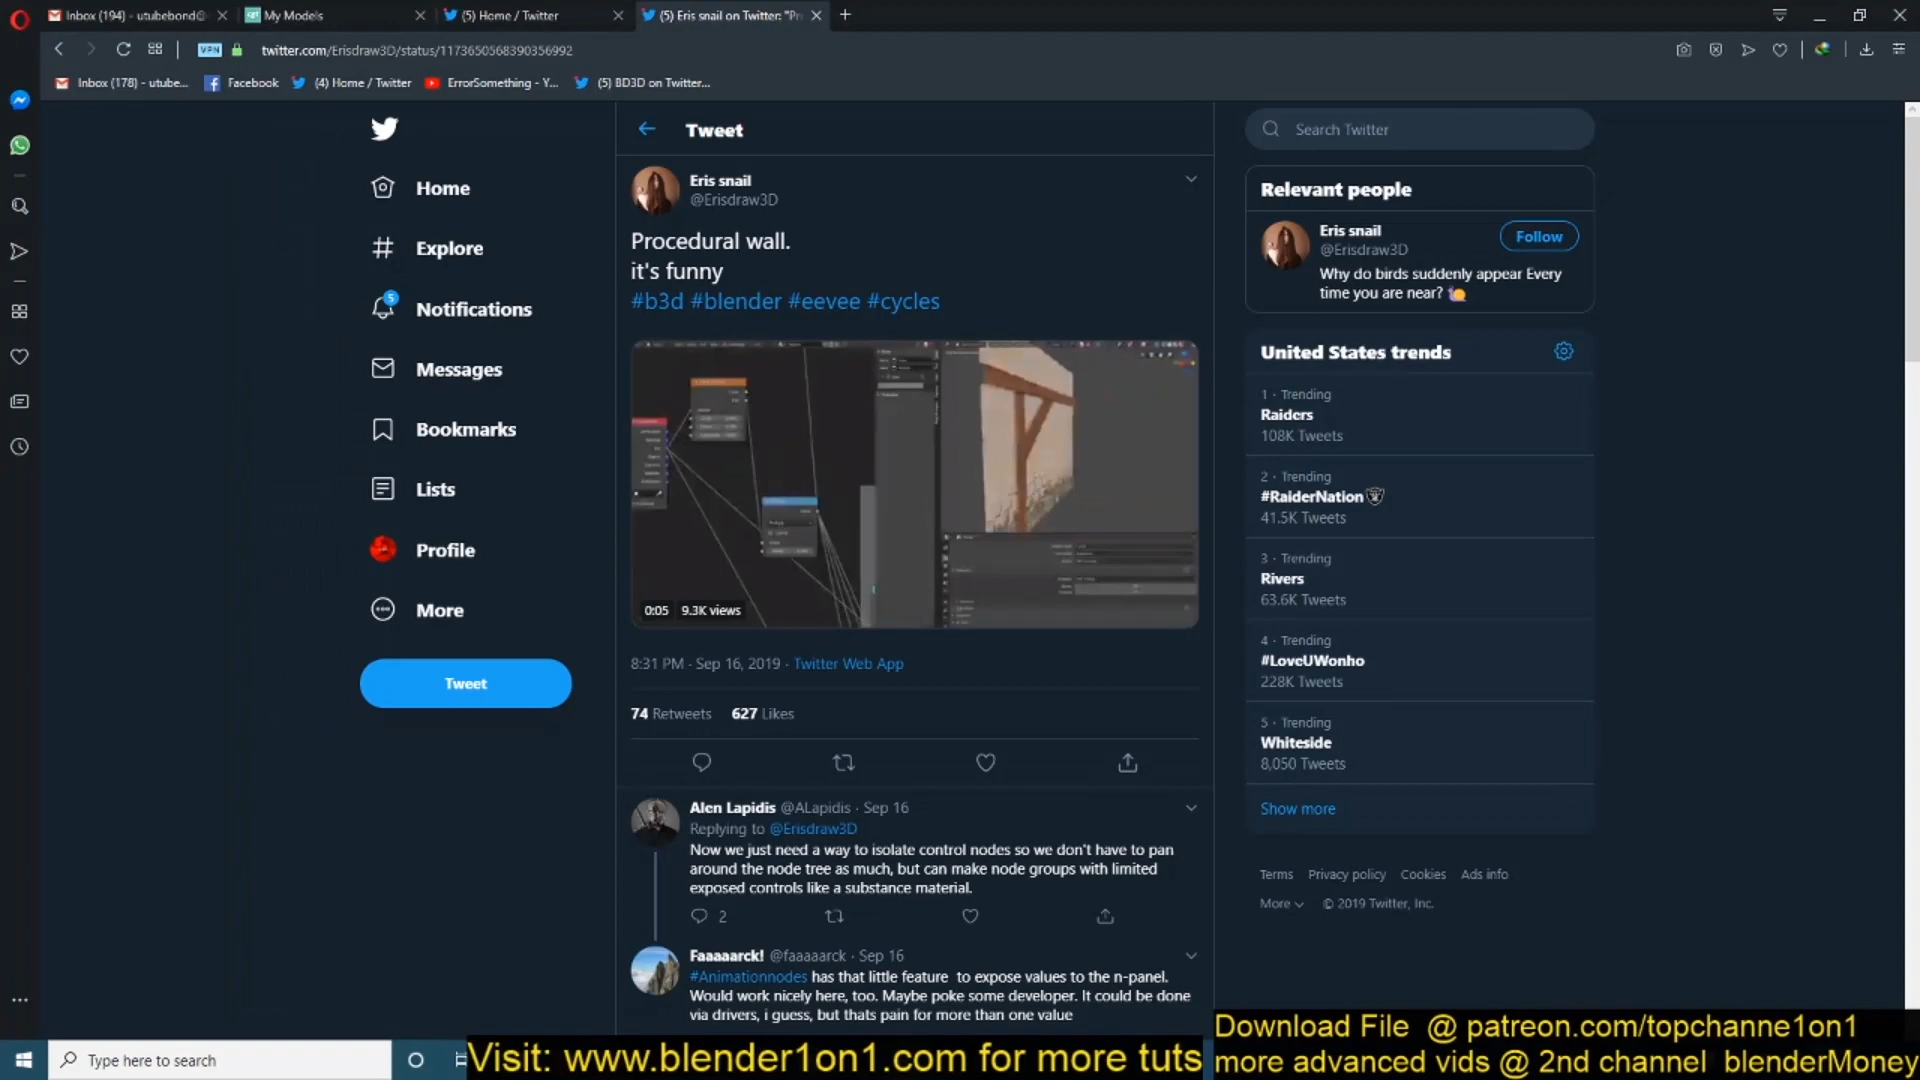 Inbox (194) - utubebond@
My Models
(5) Home / Twitter
(5) Eris snail on Twitter: "Pr
VPN
twitter.com/Erisdraw3D/status/1173650568390356992
Inbox (178) - utube...
Facebook
(4) Home / Twitter
ErrorSomething - Y...
(5) BD3D on Twitter...
Home
Explore
5
Notifications
Messages
Bookmarks
Lists
Profile
More
Tweet
Tweet
Eris snail
@Erisdraw3D
Procedural wall.
it's funny
#b3d #blender #eevee #cycles
0:05 9.3K views
8:31 PM · Sep 16, 2019 · Twitter Web App
74 Retweets 627 Likes
Alen Lapidis @ALapidis · Sep 16
Replying to @Erisdraw3D
Now we just need a way to isolate control nodes so we don't have to pan
around the node tree as much, but can make node groups with limited
exposed controls like a substance material.
2
Faaaaarck! @faaaaarck · Sep 16
#Animationnodes has that little feature to expose values to the n-panel.
Would work nicely here, too. Maybe poke some developer. It could be done
via drivers, i guess, but thats pain for more than one value
Search Twitter
Relevant people
Eris snail
@Erisdraw3D
Follow
Why do birds suddenly appear Every
time you are near? 🐌
United States trends
1 · Trending
Raiders
108K Tweets
2 · Trending
#RaiderNation
41.5K Tweets
3 · Trending
Rivers
63.6K Tweets
4 · Trending
#LoveUWonho
228K Tweets
5 · Trending
Whiteside
8,050 Tweets
Show more
Terms Privacy policy Cookies Ads info
More © 2019 Twitter, Inc.
Type here to search
Visit: www.blender1on1.com for more tuts
Download File @ patreon.com/topchanne1on1
more advanced vids @ 2nd channel blenderMoney